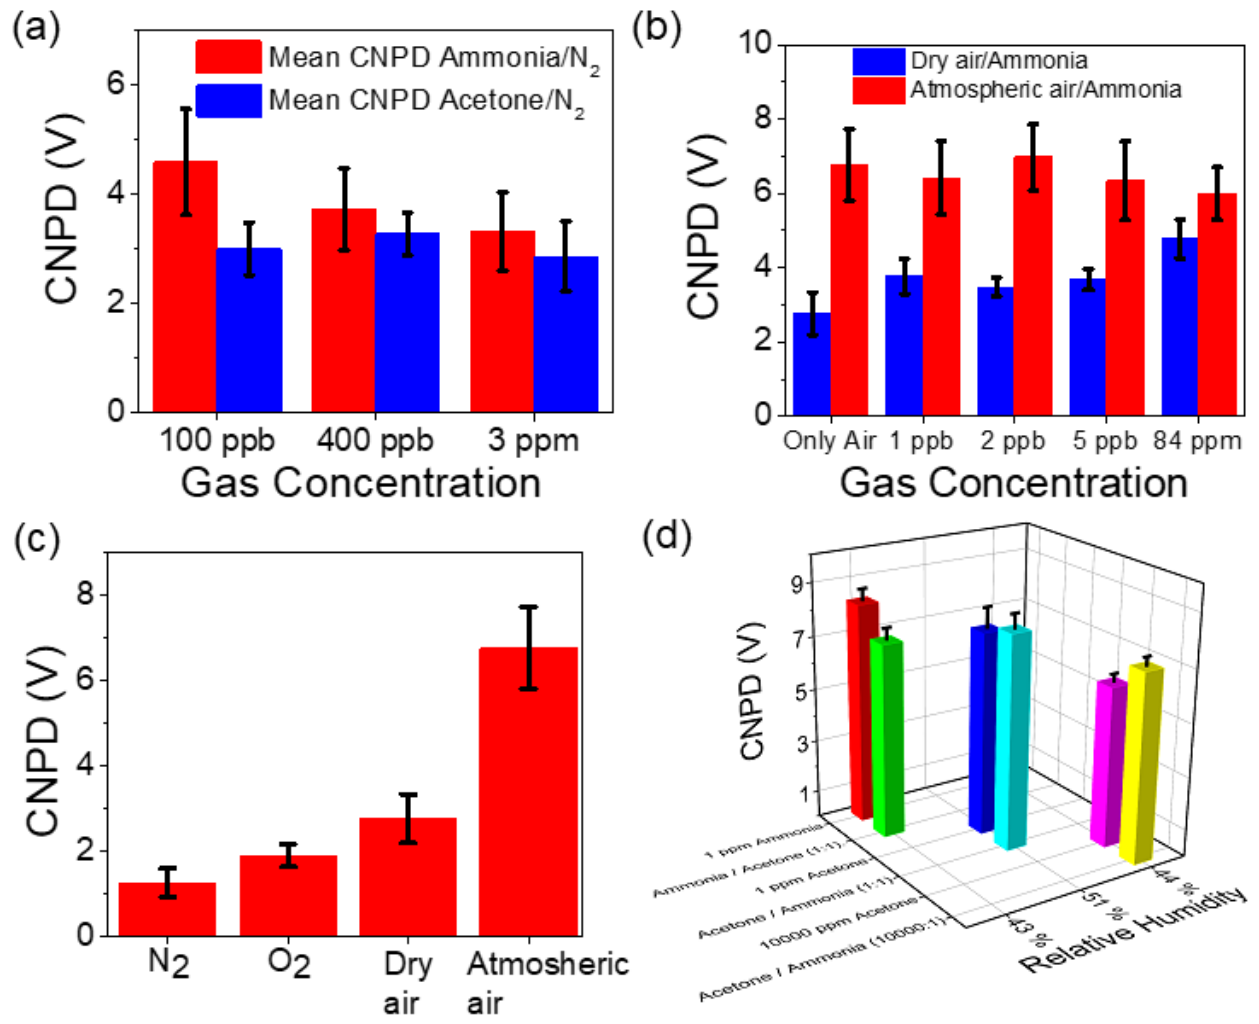 (a)
Mean CNPD Ammonia/N2
Mean CNPD Acetone/N2
CNPD (V)
6
4
2
0
100 ppb 400 ppb 3 ppm
Gas Concentration
(b)
Dry air/Ammonia
Atmospheric air/Ammonia
CNPD (V)
10
8
6
4
2
0
Only Air 1 ppb 2 ppb 5 ppb 84 ppm
Gas Concentration
(c)
CNPD (V)
8
6
4
2
0
N2 O2 Dry air Atmosheric air
(d)
CNPD (V)
9
7
5
3
1
1 ppm Ammonia
Ammonia / Acetone (1:1)
1 ppm Acetone
Acetone / Ammonia (1:1)
10000 ppm Acetone
Acetone / Ammonia (10000:1)
43 %
51 %
44 %
Relative Humidity